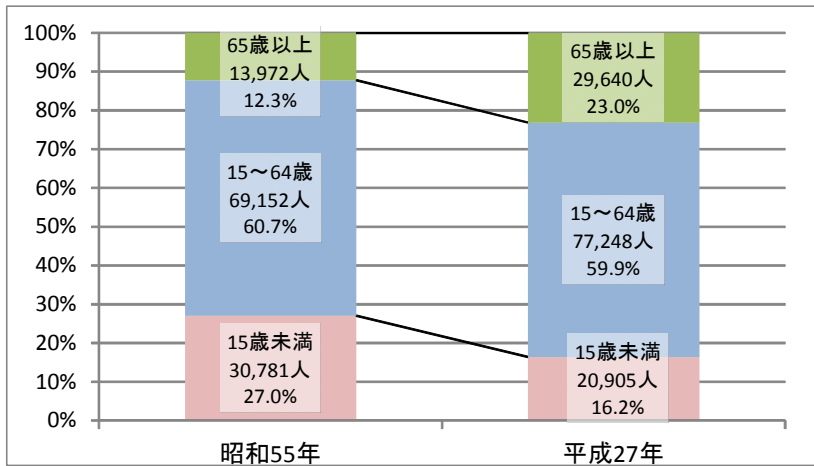 100%
90%
80%
70%
60%
50%
40%
30%
20%
10%
0%
65歳以上
13,972人
12.3%
15～64歳
69,152人
60.7%
15歳未満
30,781人
27.0%
65歳以上
29,640人
23.0%
15～64歳
77,248人
59.9%
15歳未満
20,905人
16.2%
昭和55年
平成27年